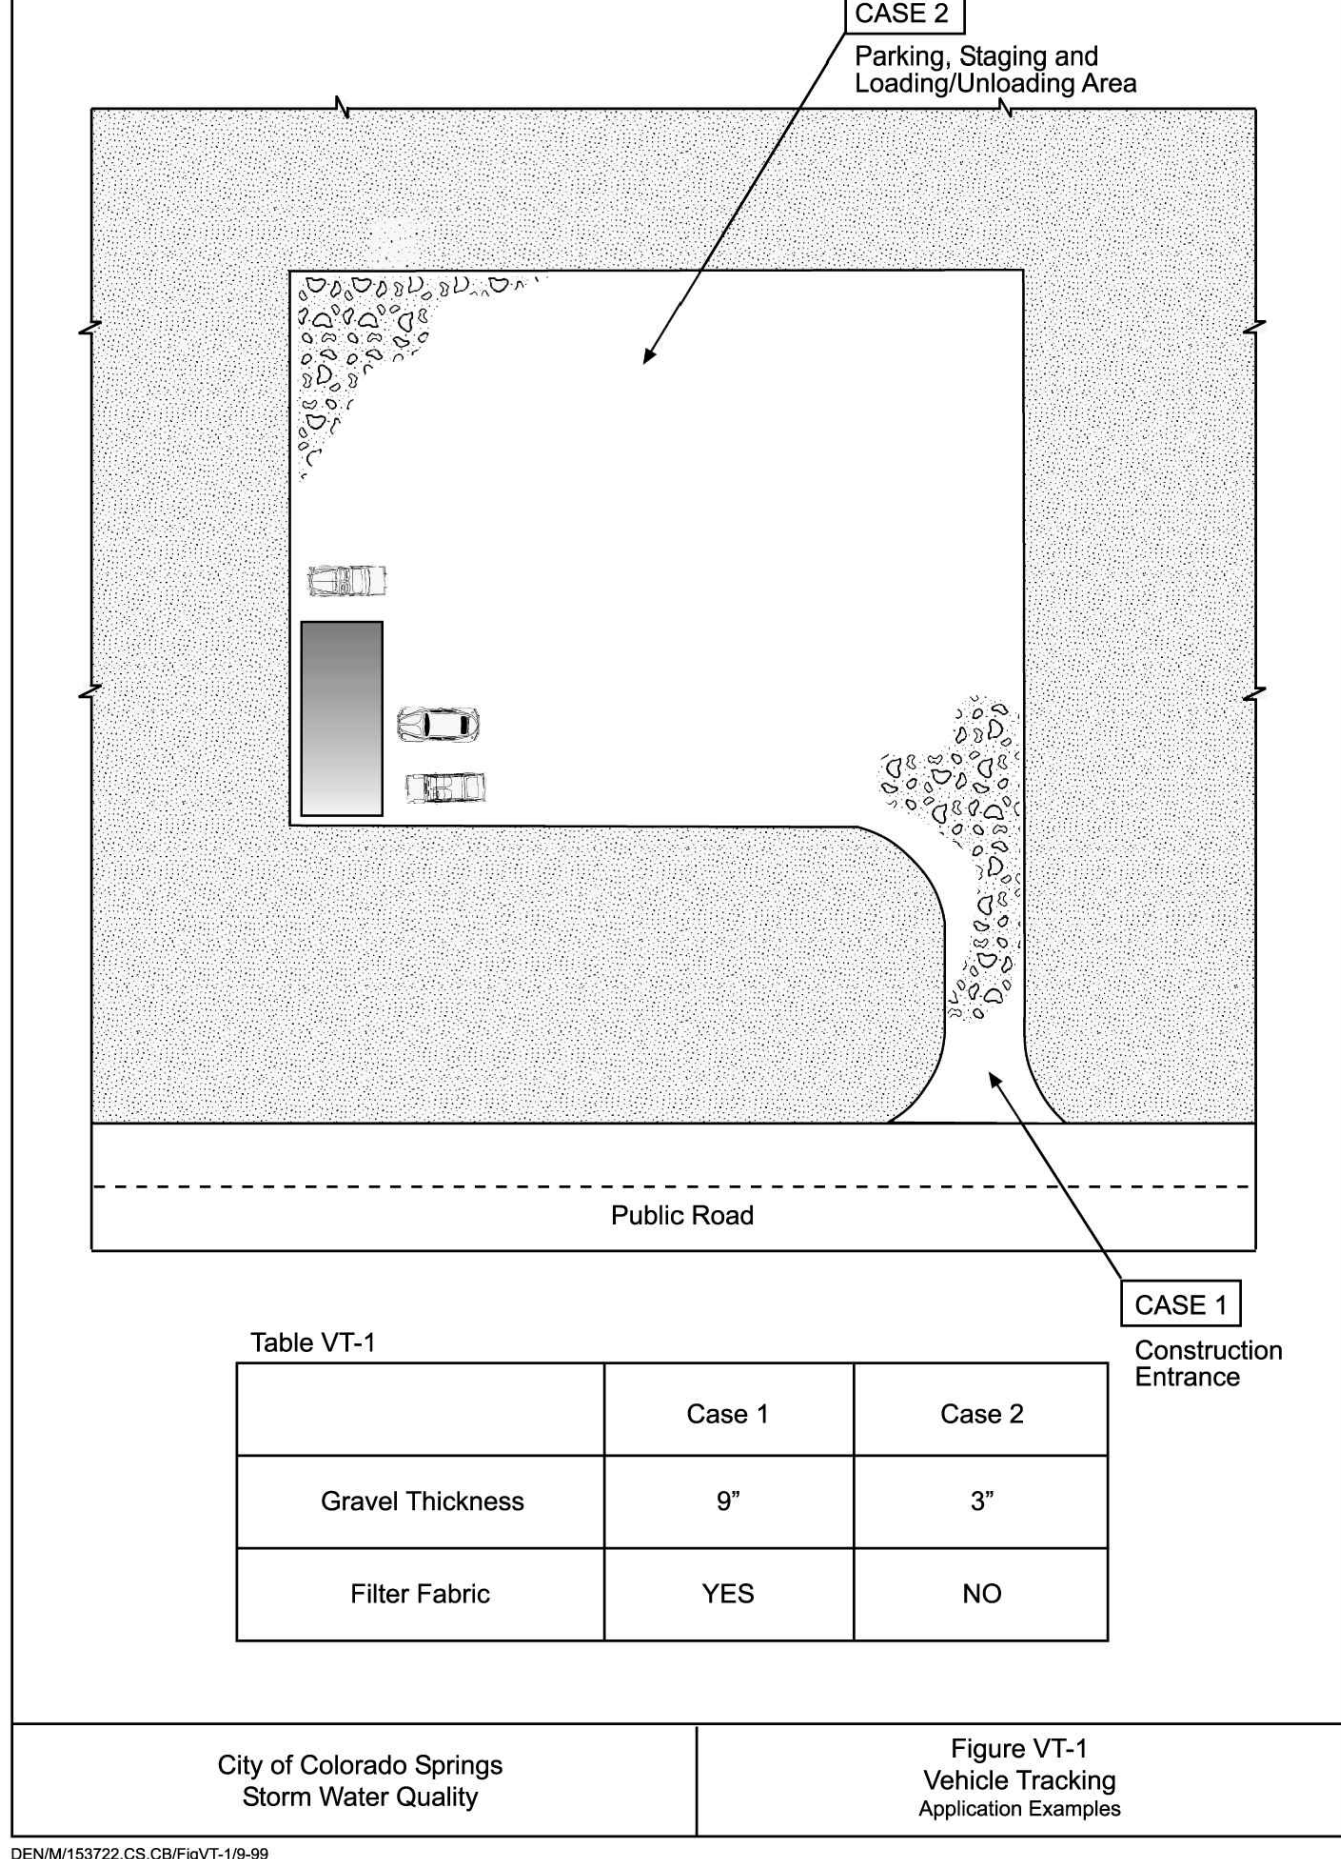 CASE 2
Parking, Staging and
Loading/Unloading Area
Public Road
CASE 1
Construction
Entrance
Table VT-1
Case 1 Case 2
Gravel Thickness 9” 3”
Filter Fabric YES NO
City of Colorado Springs
Storm Water Quality
Figure VT-1
Vehicle Tracking
Application Examples
DEN/M/153722.CS.CB/FigVT-1/9-99